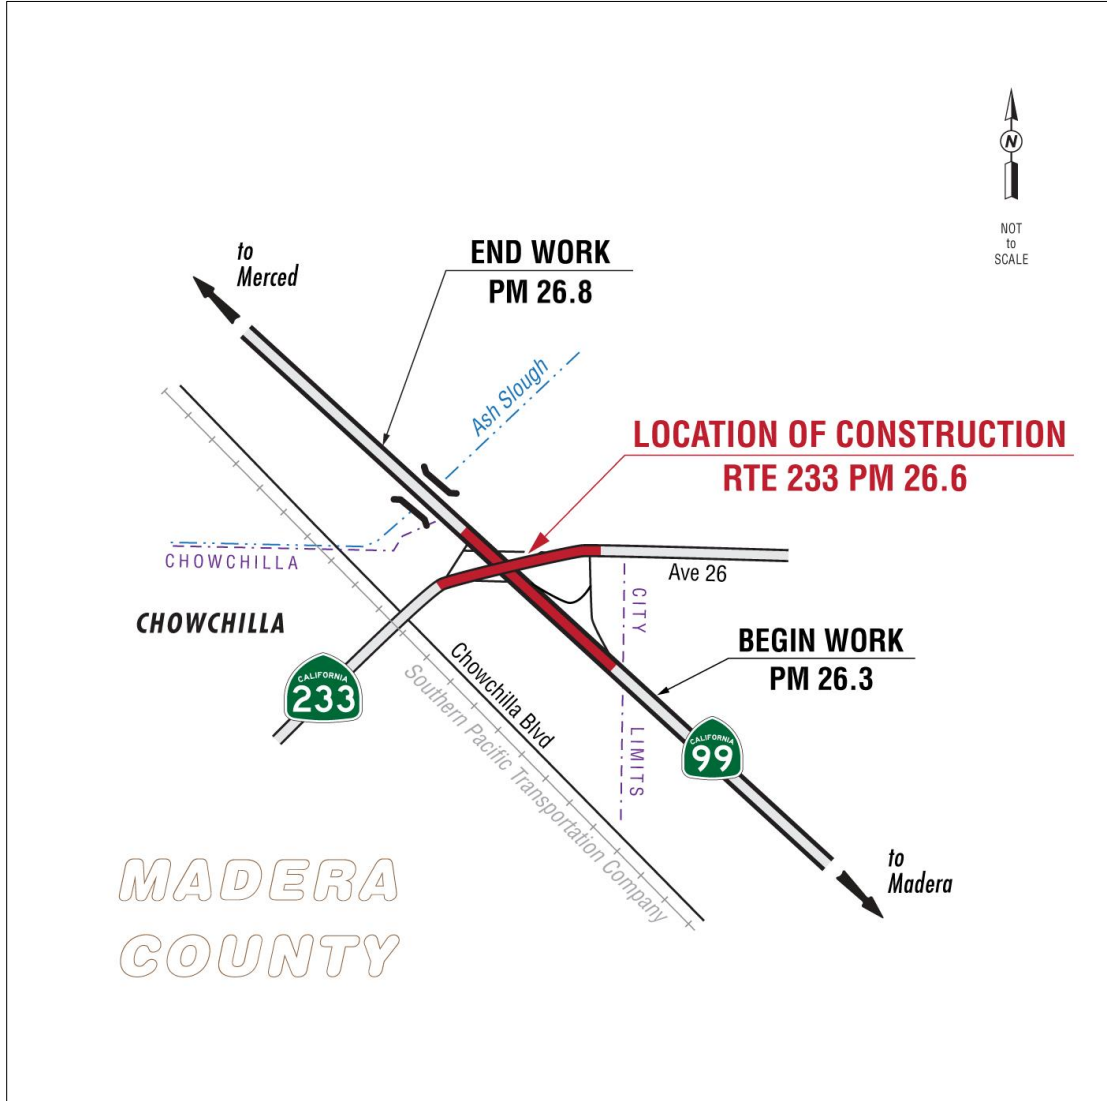 N
NOT
to
SCALE
to
Merced
END WORK
PM 26.8
Ash Slough
LOCATION OF CONSTRUCTION
RTE 233 PM 26.6
CHOWCHILLA
Ave 26
CITY
LIMITS
CHOWCHILLA
BEGIN WORK
PM 26.3
CALIFORNIA
233
Chowchilla Blvd
Southern Pacific Transportation Company
CALIFORNIA
99
to
Madera
MADERA
COUNTY